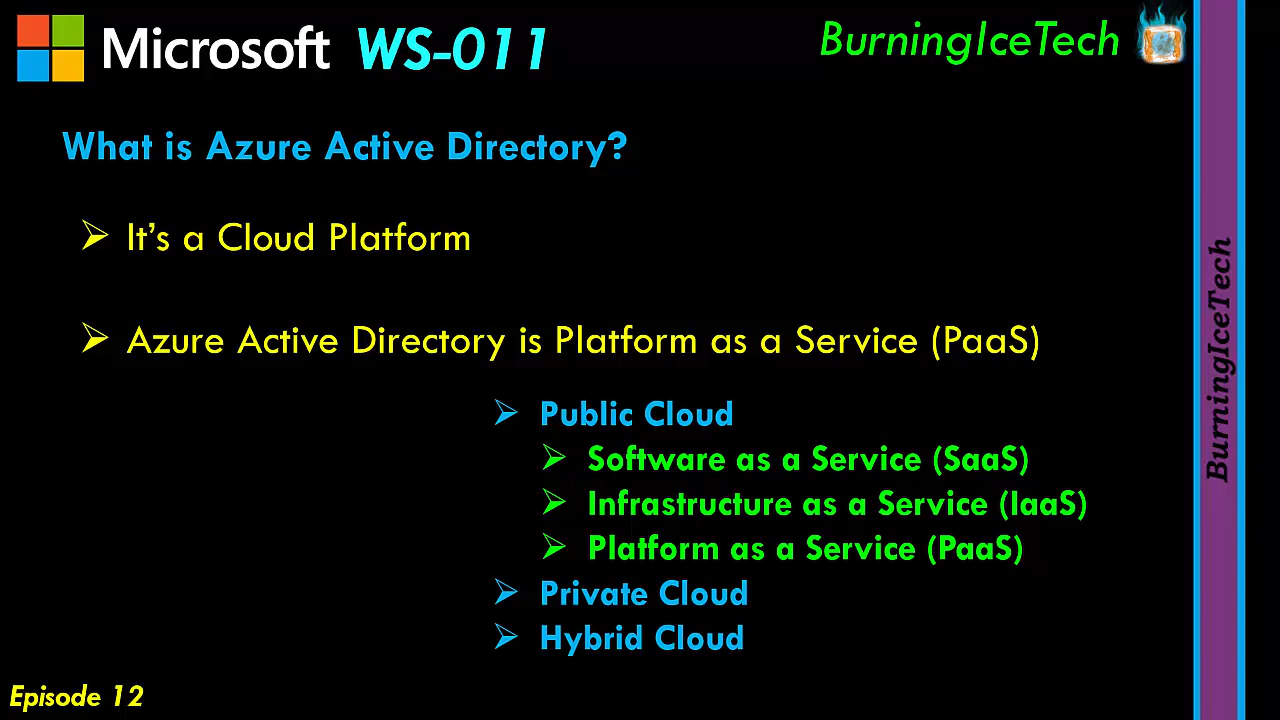 Microsoft WS-011
BurningIceTech
What is Azure Active Directory?
It’s a Cloud Platform
Azure Active Directory is Platform as a Service (PaaS)
Public Cloud
Software as a Service (SaaS)
Infrastructure as a Service (IaaS)
Platform as a Service (PaaS)
Private Cloud
Hybrid Cloud
Episode 12
BurningIceTech